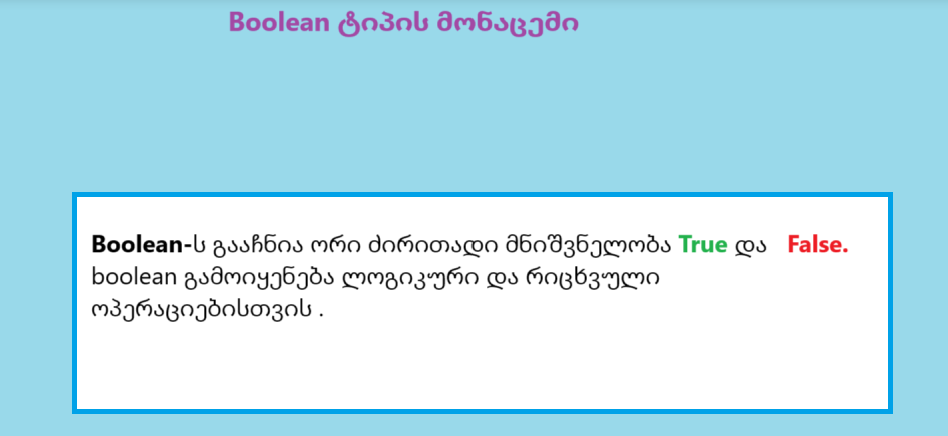 Boolean ტიპის მონაცემი
Boolean-ს გააჩნია ორი ძირითადი მნიშვნელობა True და False.
boolean გამოიყენება ლოგიკური და რიცხვული
ოპერაციებისთვის .